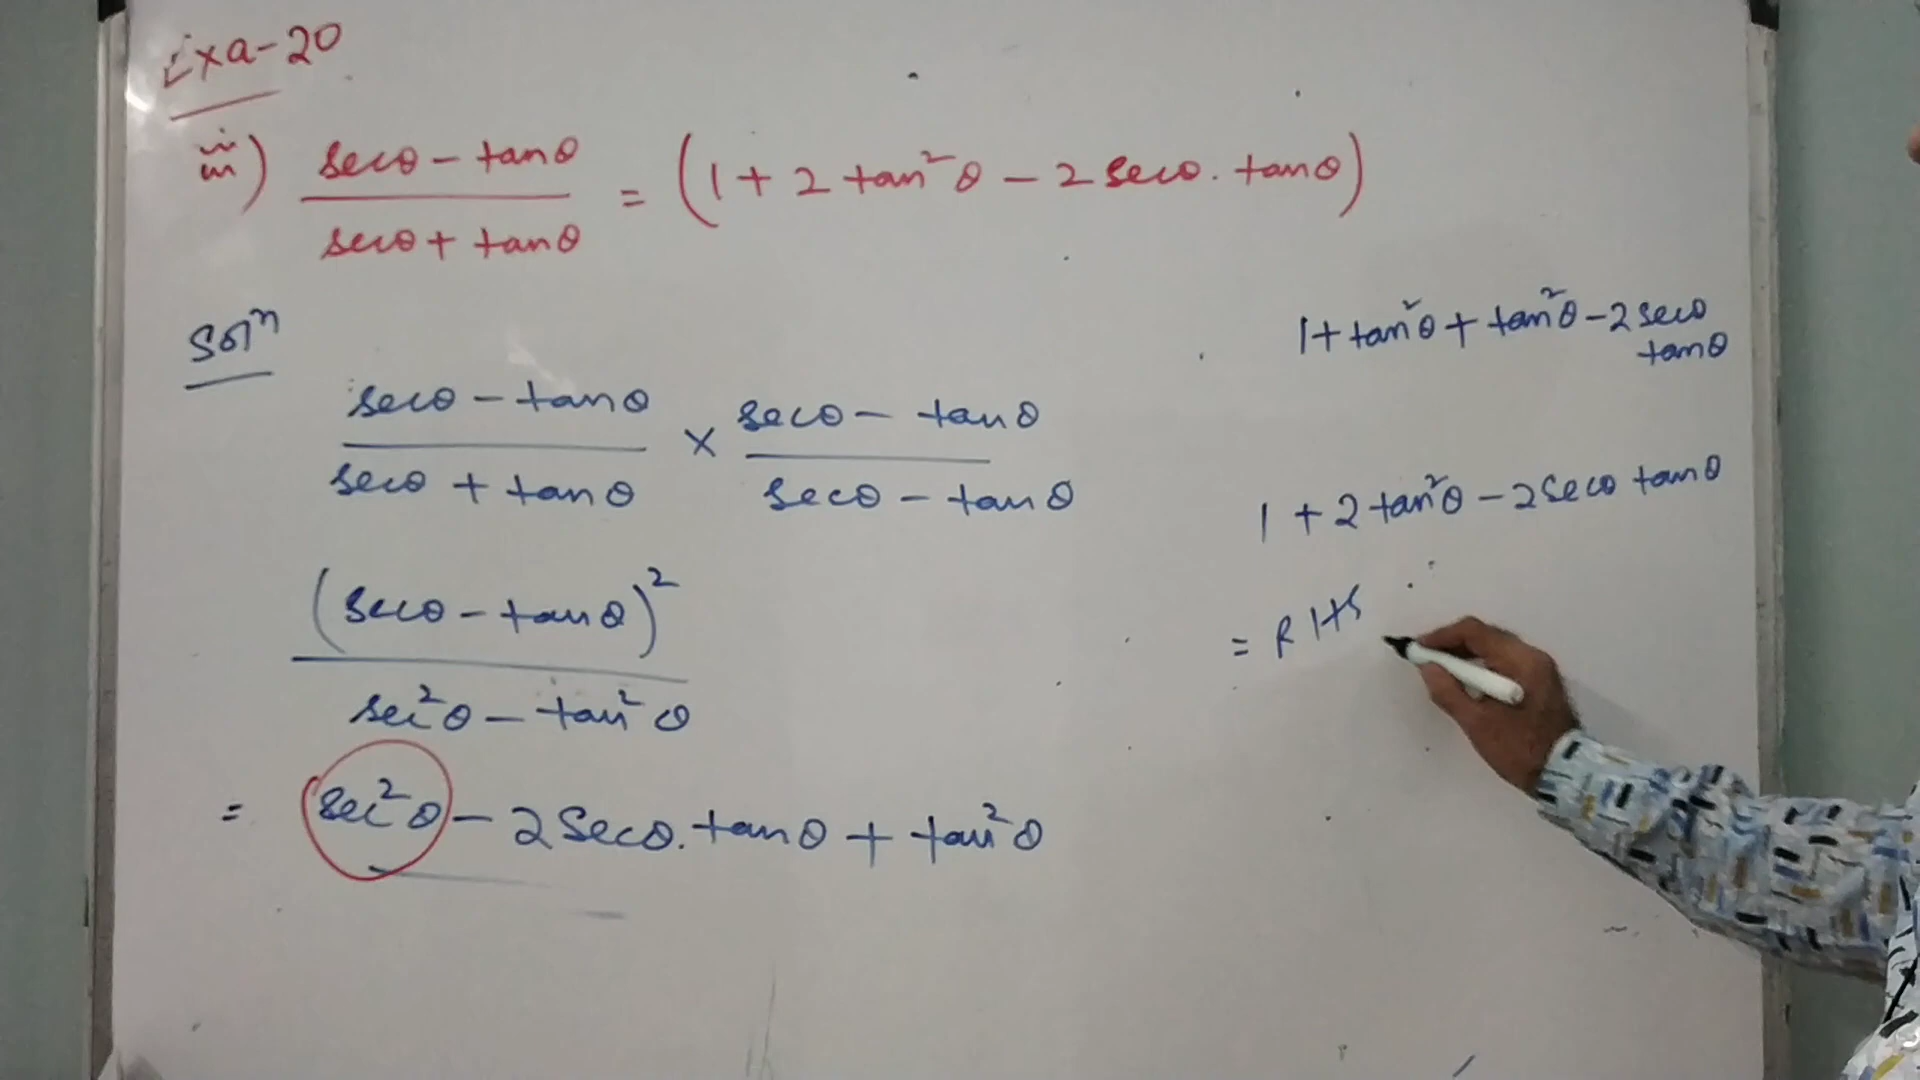 Exa-20
iii) secθ - tanθ / secθ + tanθ = (1 + 2 tan²θ - 2 secθ . tanθ)
Solⁿ
secθ - tanθ / secθ + tanθ × secθ - tanθ / secθ - tanθ
(secθ - tanθ)² / sec²θ - tan²θ
= sec²θ - 2 secθ . tanθ + tan²θ
1 + tan²θ + tan²θ - 2 secθ
tanθ
1 + 2 tan²θ - 2 secθ tanθ
= RHS